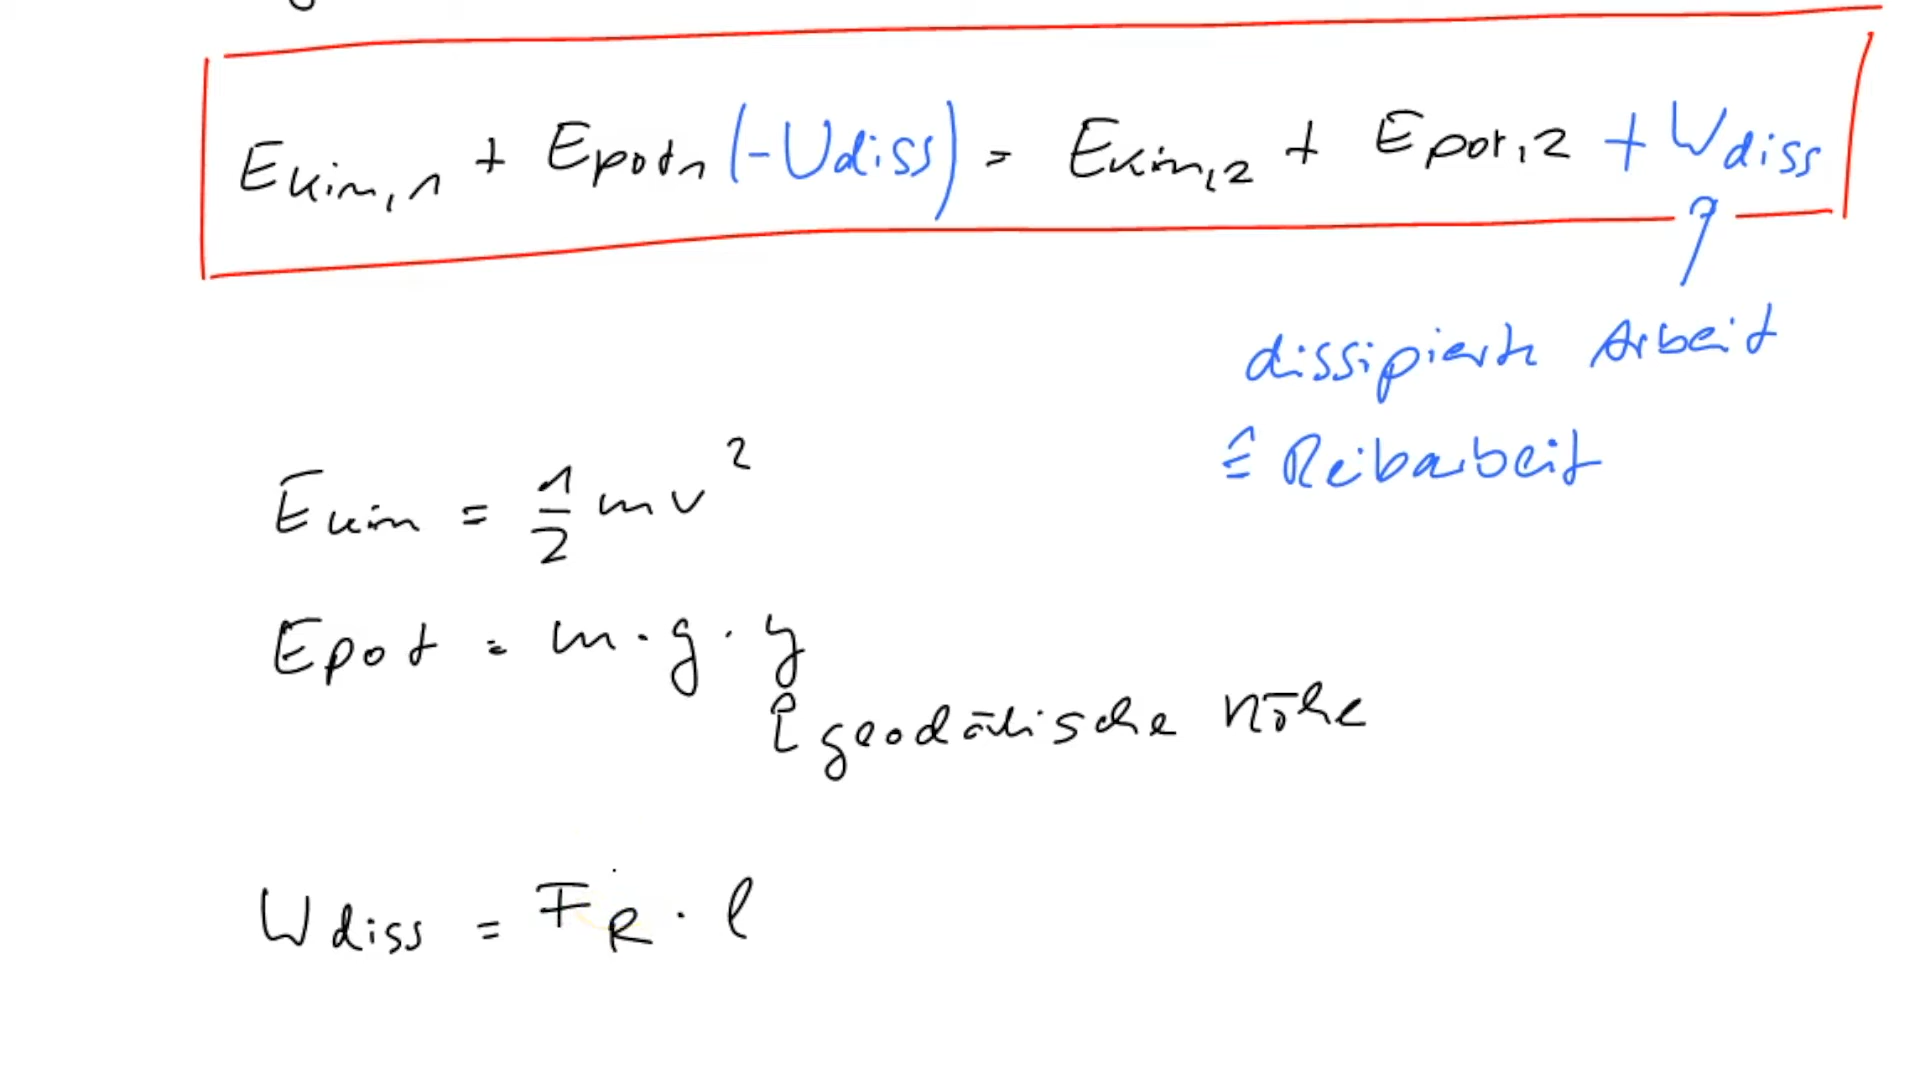 Ekin,1 + Epot1 (-Udiss) = Ekin,2 + Epot,2 + Wdiss
dissipierte Arbeit
≙ Reibarbeit
Ekin = 1/2 mv²
Epot = m · g · y
geodätische Höhe
Wdiss = FR · l